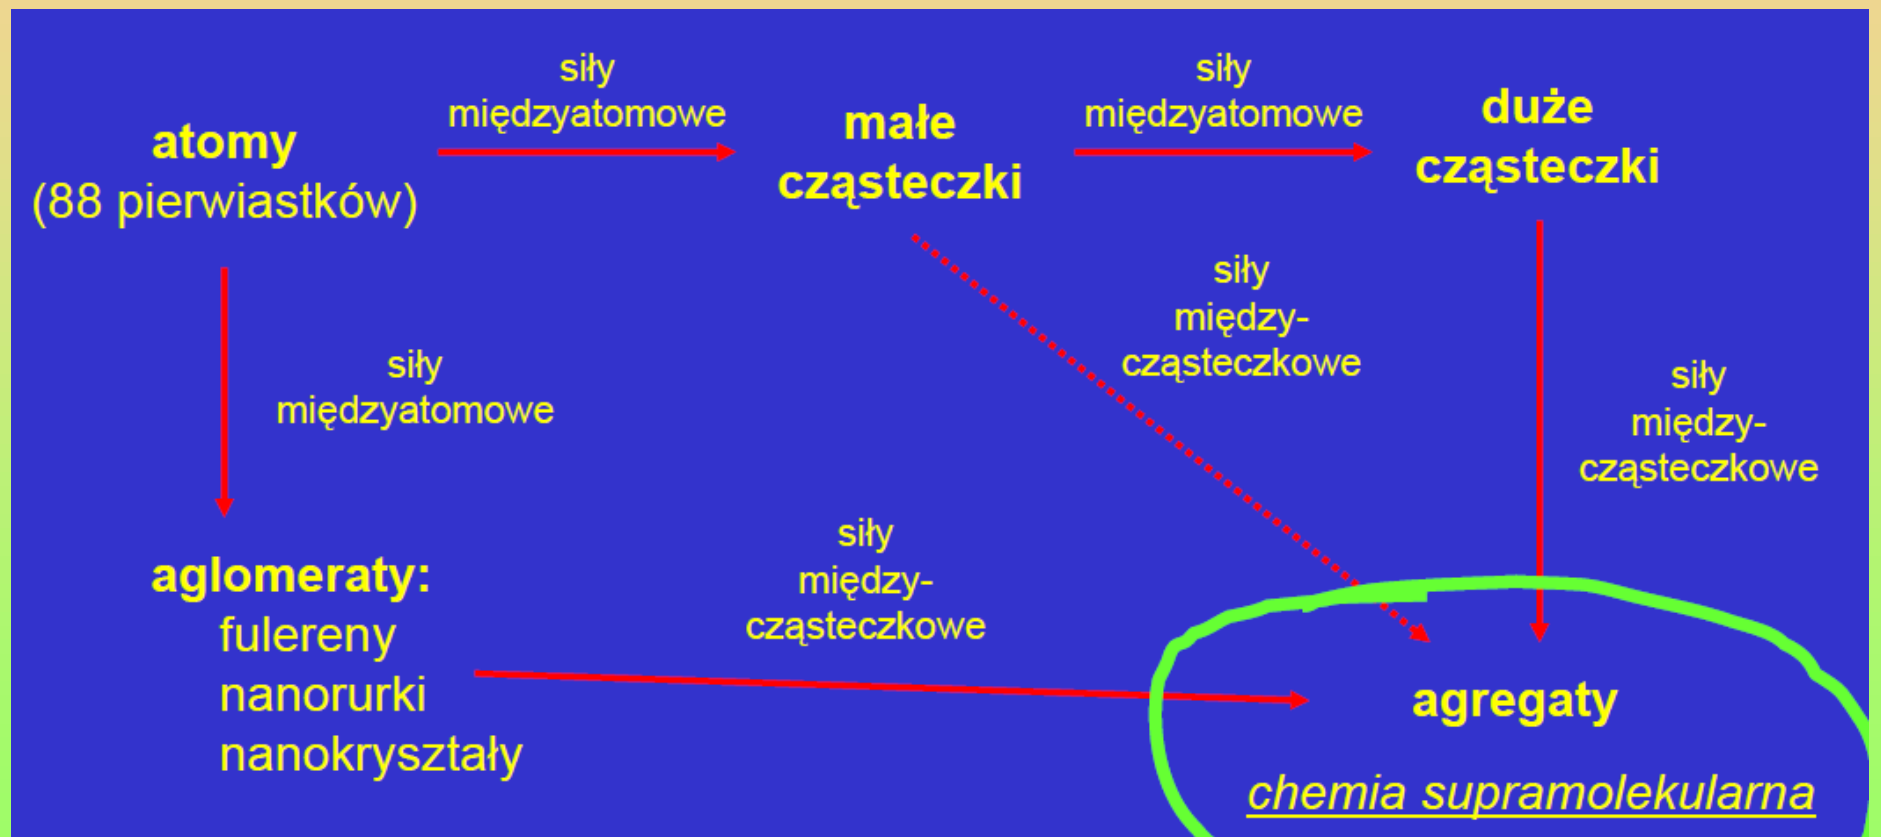 atomy
(88 pierwiastków)
siły
międzyatomowe
małe
cząsteczki
siły
międzyatomowe
duże
cząsteczki
siły
międzyatomowe
siły
między-
cząsteczkowe
siły
między-
cząsteczkowe
aglomeraty:
fulereny
nanorurki
nanokryształy
siły
między-
cząsteczkowe
agregaty
chemia supramolekularna